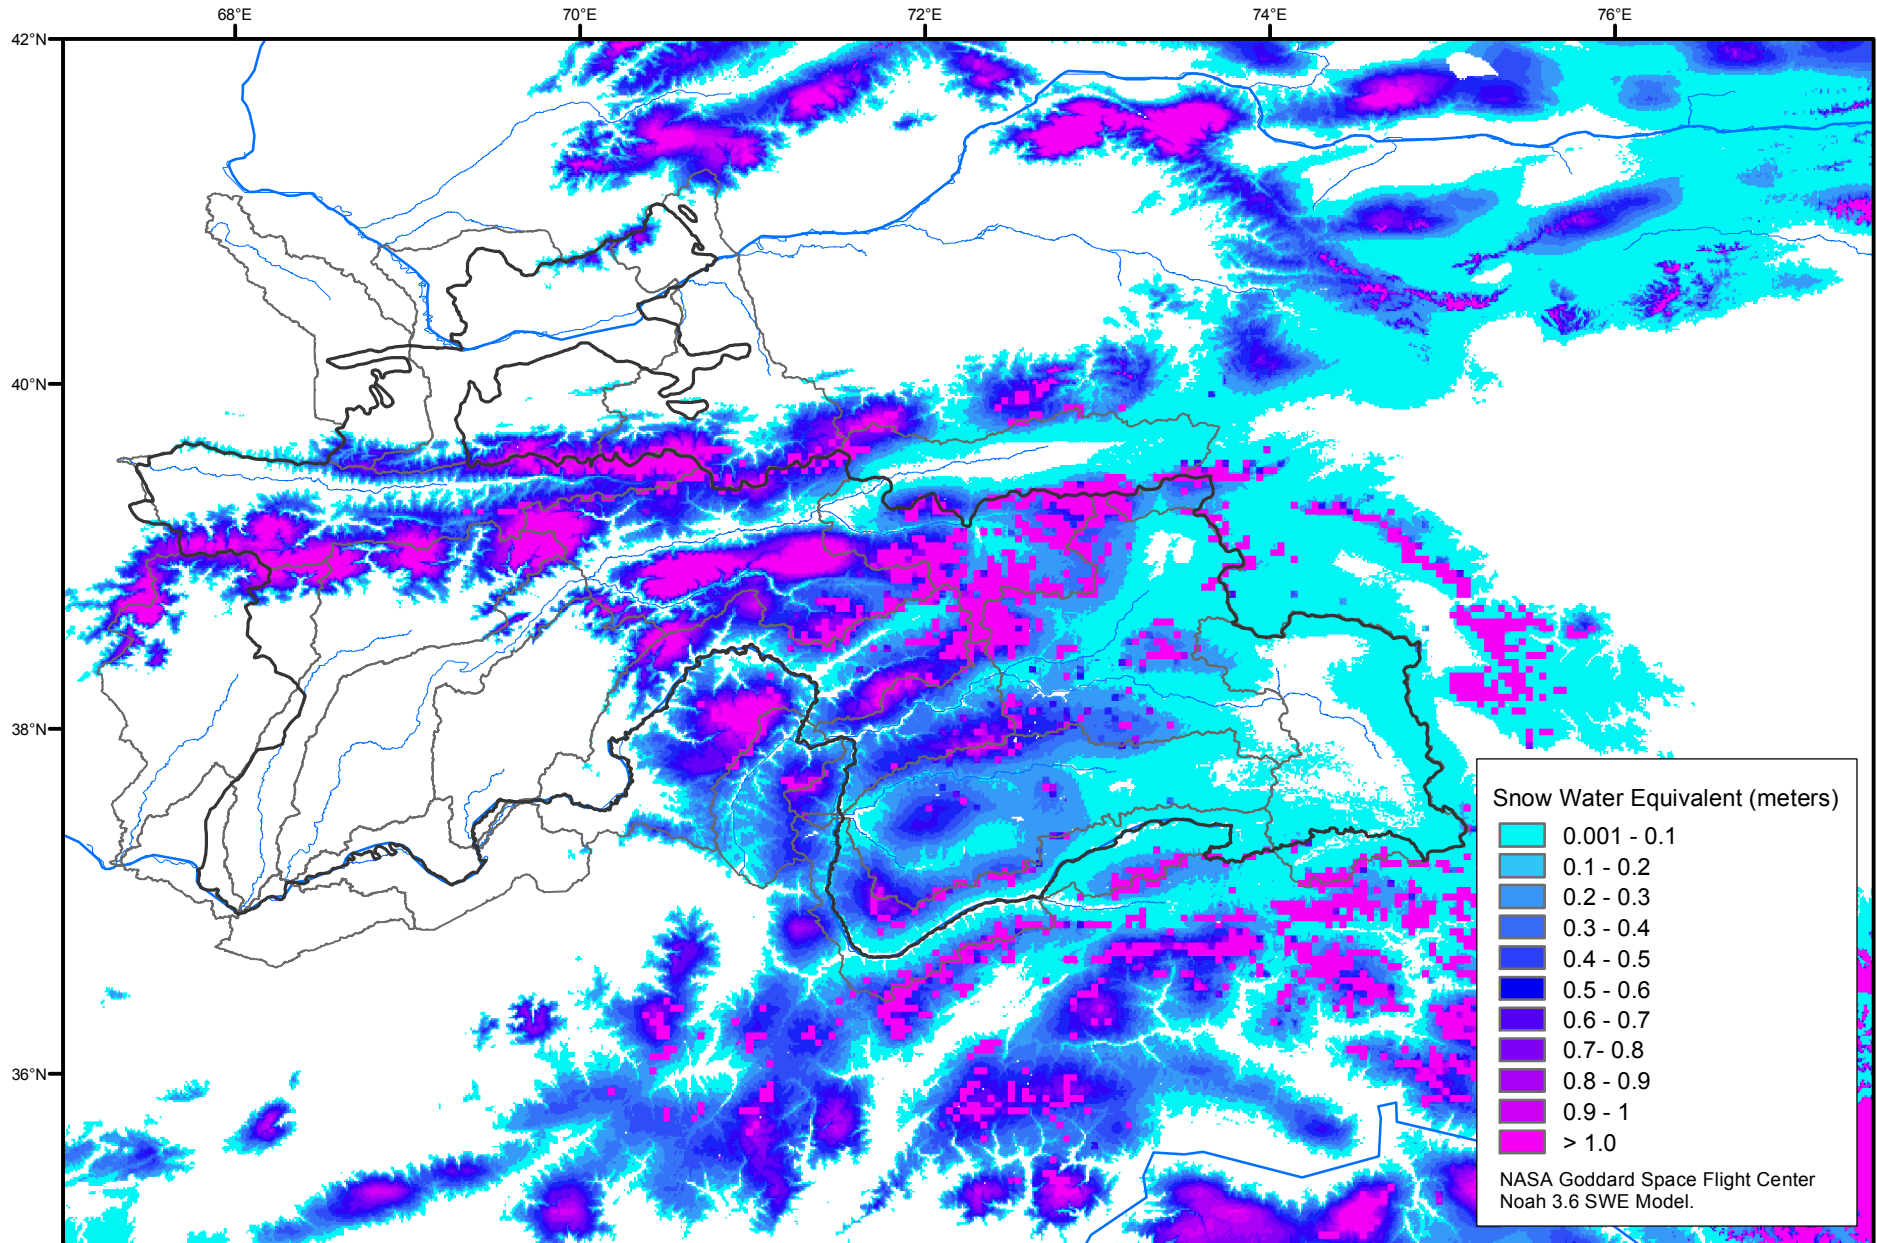 68°E 70°E 72°E 74°E 76°E
42°N
40°N
38°N
36°N
Snow Water Equivalent (meters)
0.001 - 0.1
0.1 - 0.2
0.2 - 0.3
0.3 - 0.4
0.4 - 0.5
0.5 - 0.6
0.6 - 0.7
0.7- 0.8
0.8 - 0.9
0.9 - 1
> 1.0
NASA Goddard Space Flight Center
Noah 3.6 SWE Model.